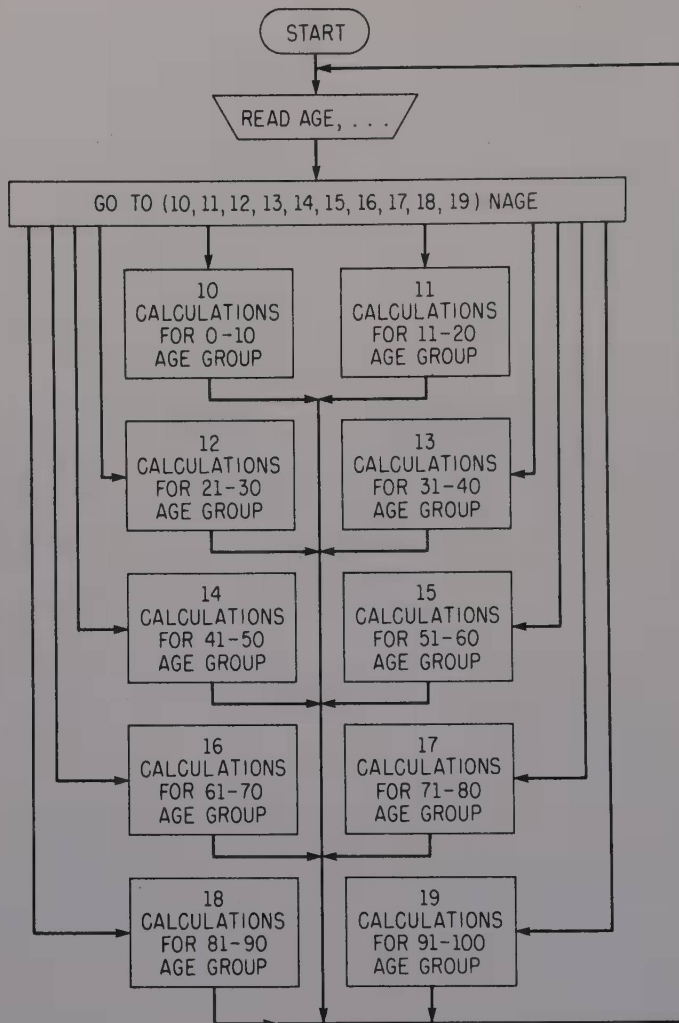 START
READ AGE, . . .
GO TO (10, 11, 12, 13, 14, 15, 16, 17, 18, 19) NAGE
10
CALCULATIONS
FOR 0-10
AGE GROUP
11
CALCULATIONS
FOR 11-20
AGE GROUP
12
CALCULATIONS
FOR 21-30
AGE GROUP
13
CALCULATIONS
FOR 31-40
AGE GROUP
14
CALCULATIONS
FOR 41-50
AGE GROUP
15
CALCULATIONS
FOR 51-60
AGE GROUP
16
CALCULATIONS
FOR 61-70
AGE GROUP
17
CALCULATIONS
FOR 71-80
AGE GROUP
18
CALCULATIONS
FOR 81-90
AGE GROUP
19
CALCULATIONS
FOR 91-100
AGE GROUP